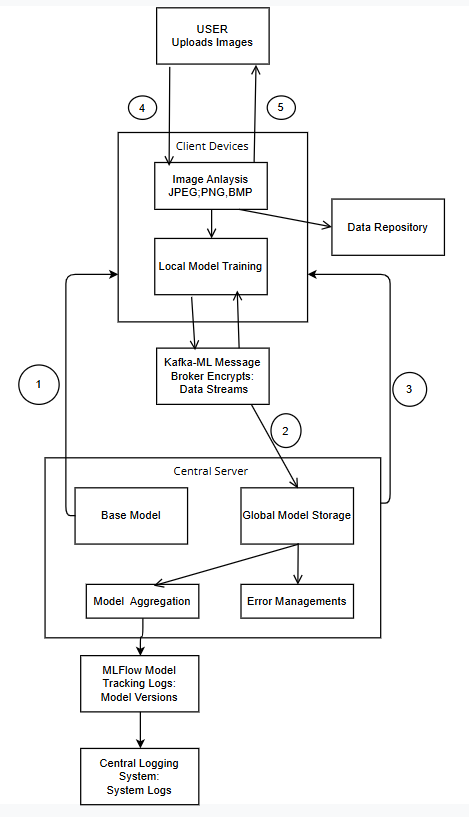 USER
Uploads Images
4
5
Client Devices
Image Anlaysis
JPEG;PNG,BMP
Data Repository
Local Model Training
Kafka-ML Message
Broker Encrypts:
Data Streams
1
3
2
Central Server
Base Model
Global Model Storage
Model Aggregation
Error Managements
MLFlow Model
Tracking Logs:
Model Versions
Central Logging
System:
System Logs